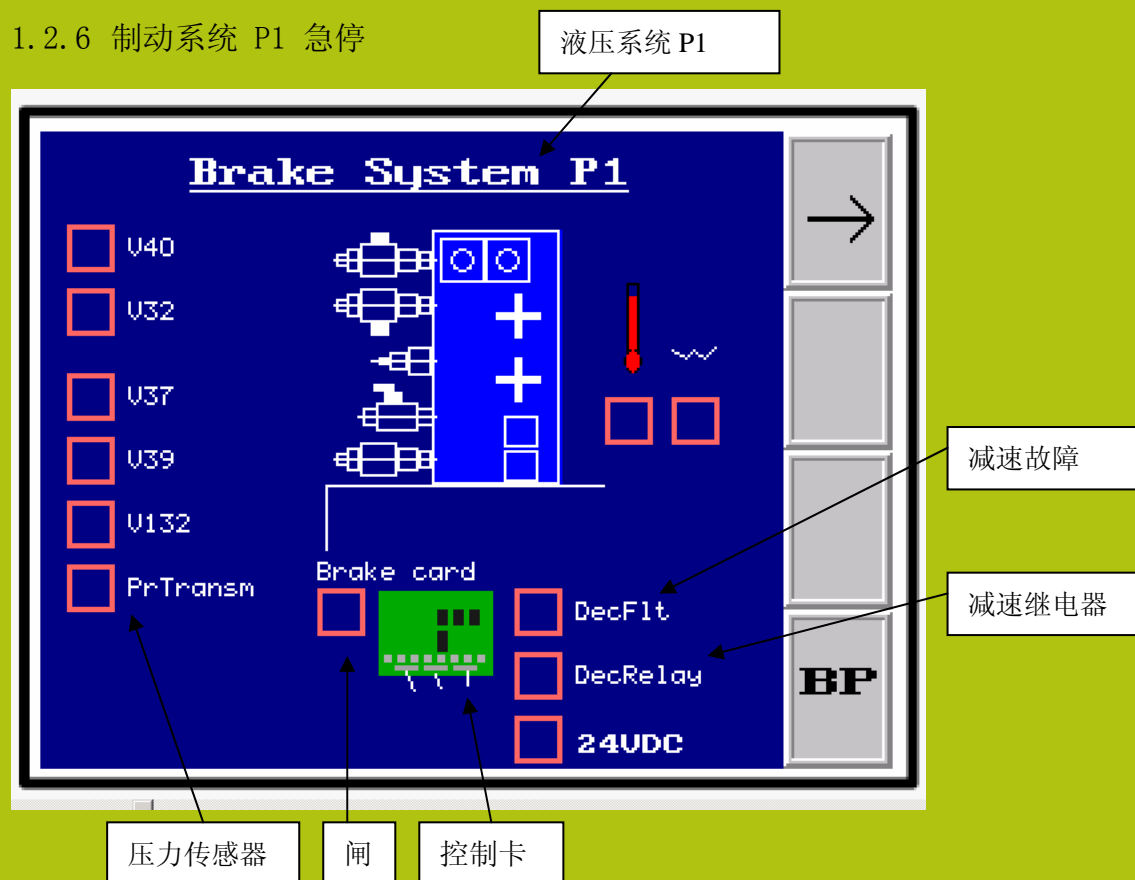 1.2.6 制动系统 P1 急停
液压系统 P1
Brake System P1
V40
V32
V37
V39
V132
PrTransm
Brake card
DecFlt
DecRelay
24VDC
BP
减速故障
减速继电器
压力传感器
闸
控制卡